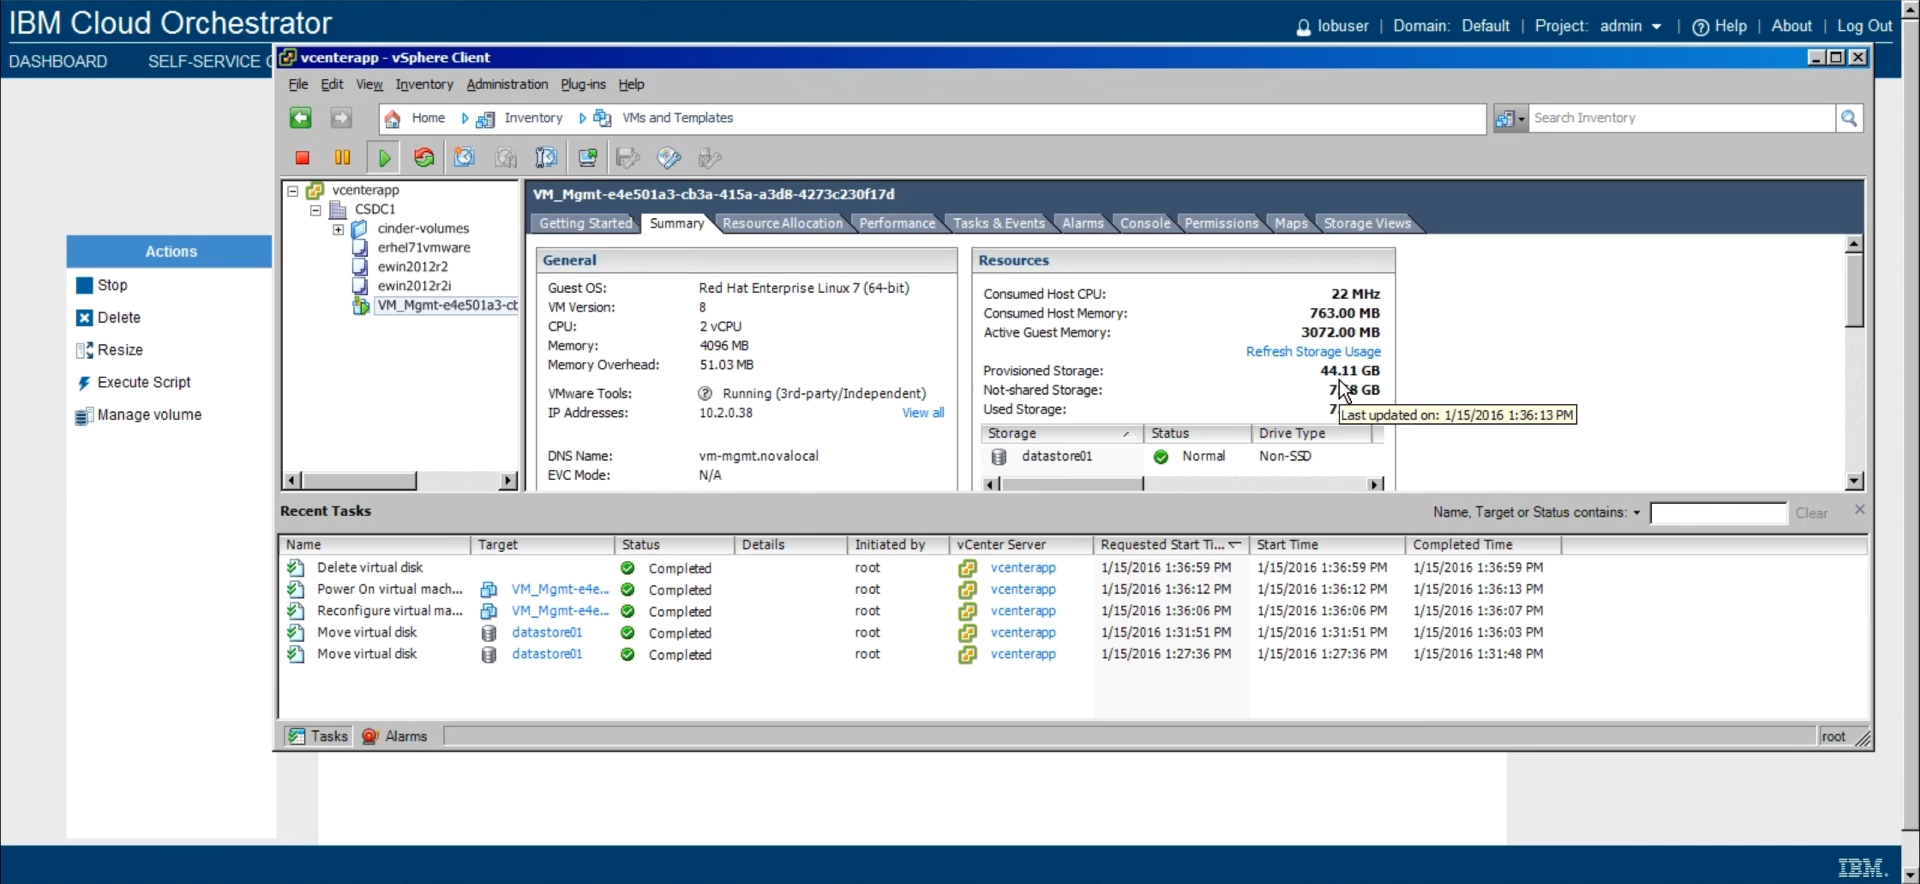 IBM Cloud Orchestrator
lobuser | Domain: Default | Project: admin | Help | About | Log Out
DASHBOARD SELF-SERVICE
vcenterapp - vSphere Client
File Edit View Inventory Administration Plug-ins Help
Home Inventory VMs and Templates
Search Inventory
Actions
Stop
Delete
Resize
Execute Script
Manage volume
vcenterapp
CSDC1
cinder-volumes
erhel71vmware
ewin2012r2
ewin2012r2i
VM_Mgmt-e4e501a3-cb
VM_Mgmt-e4e501a3-cb3a-415a-a3d8-4273c230f17d
Getting Started Summary Resource Allocation Performance Tasks & Events Alarms Console Permissions Maps Storage Views
General
Guest OS: Red Hat Enterprise Linux 7 (64-bit)
VM Version: 8
CPU: 2 vCPU
Memory: 4096 MB
Memory Overhead: 51.03 MB
VMware Tools: Running (3rd-party/Independent)
IP Addresses: 10.2.0.38 View all
DNS Name: vm-mgmt.novalocal
EVC Mode: N/A
Resources
Consumed Host CPU: 22 MHz
Consumed Host Memory: 763.00 MB
Active Guest Memory: 3072.00 MB
Refresh Storage Usage
Provisioned Storage: 44.11 GB
Not-shared Storage: GB
Used Storage:
Last updated on: 1/15/2016 1:36:13 PM
Storage Status Drive Type
datastore01 Normal Non-SSD
Recent Tasks
Name, Target or Status contains: Clear
Name Target Status Details Initiated by vCenter Server Requested Start Ti... Start Time Completed Time
Delete virtual disk Completed root vcenterapp 1/15/2016 1:36:59 PM 1/15/2016 1:36:59 PM 1/15/2016 1:36:59 PM
Power On virtual mach... VM_Mgmt-e4e... Completed root vcenterapp 1/15/2016 1:36:12 PM 1/15/2016 1:36:12 PM 1/15/2016 1:36:13 PM
Reconfigure virtual ma... VM_Mgmt-e4e... Completed root vcenterapp 1/15/2016 1:36:06 PM 1/15/2016 1:36:06 PM 1/15/2016 1:36:07 PM
Move virtual disk datastore01 Completed root vcenterapp 1/15/2016 1:31:51 PM 1/15/2016 1:31:51 PM 1/15/2016 1:36:03 PM
Move virtual disk datastore01 Completed root vcenterapp 1/15/2016 1:27:36 PM 1/15/2016 1:27:36 PM 1/15/2016 1:31:48 PM
Tasks Alarms
root
IBM.